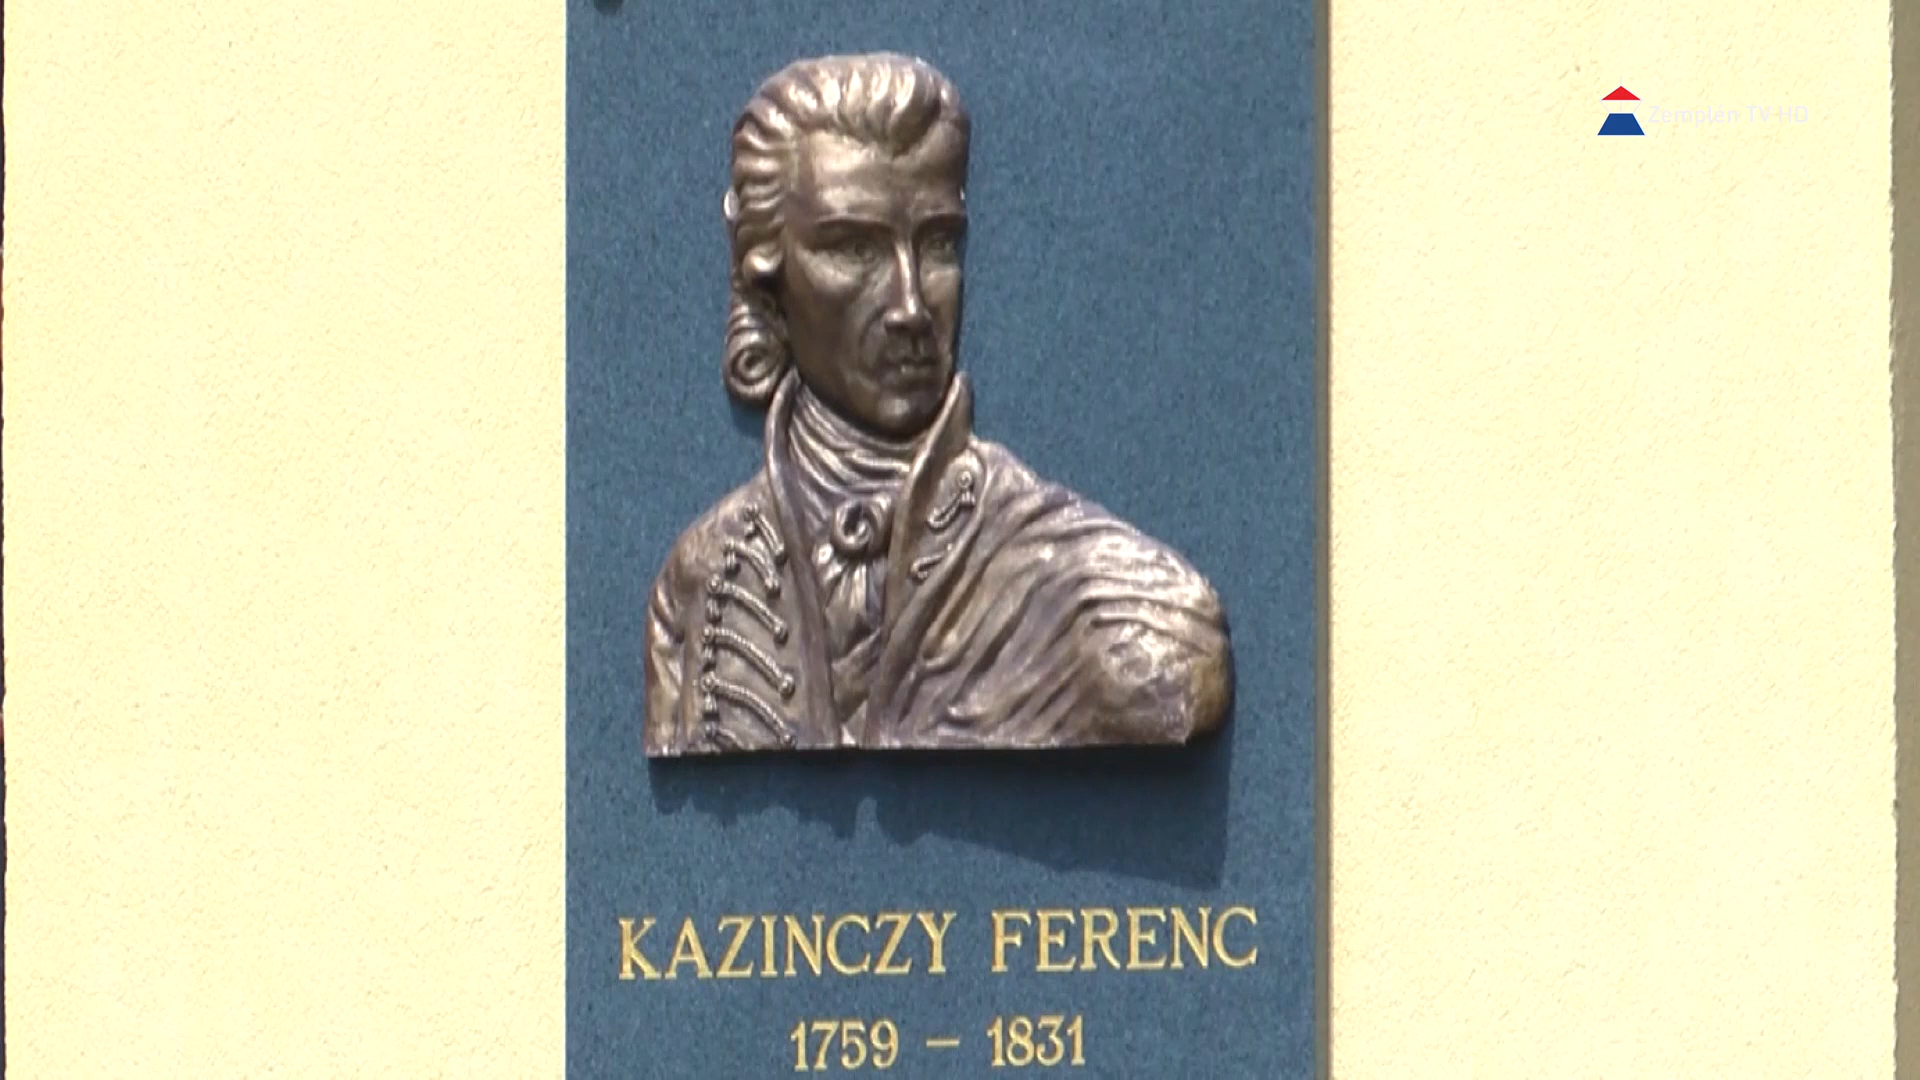 Zemplén TV HD
KAZINCZY FERENC
1759 – 1831